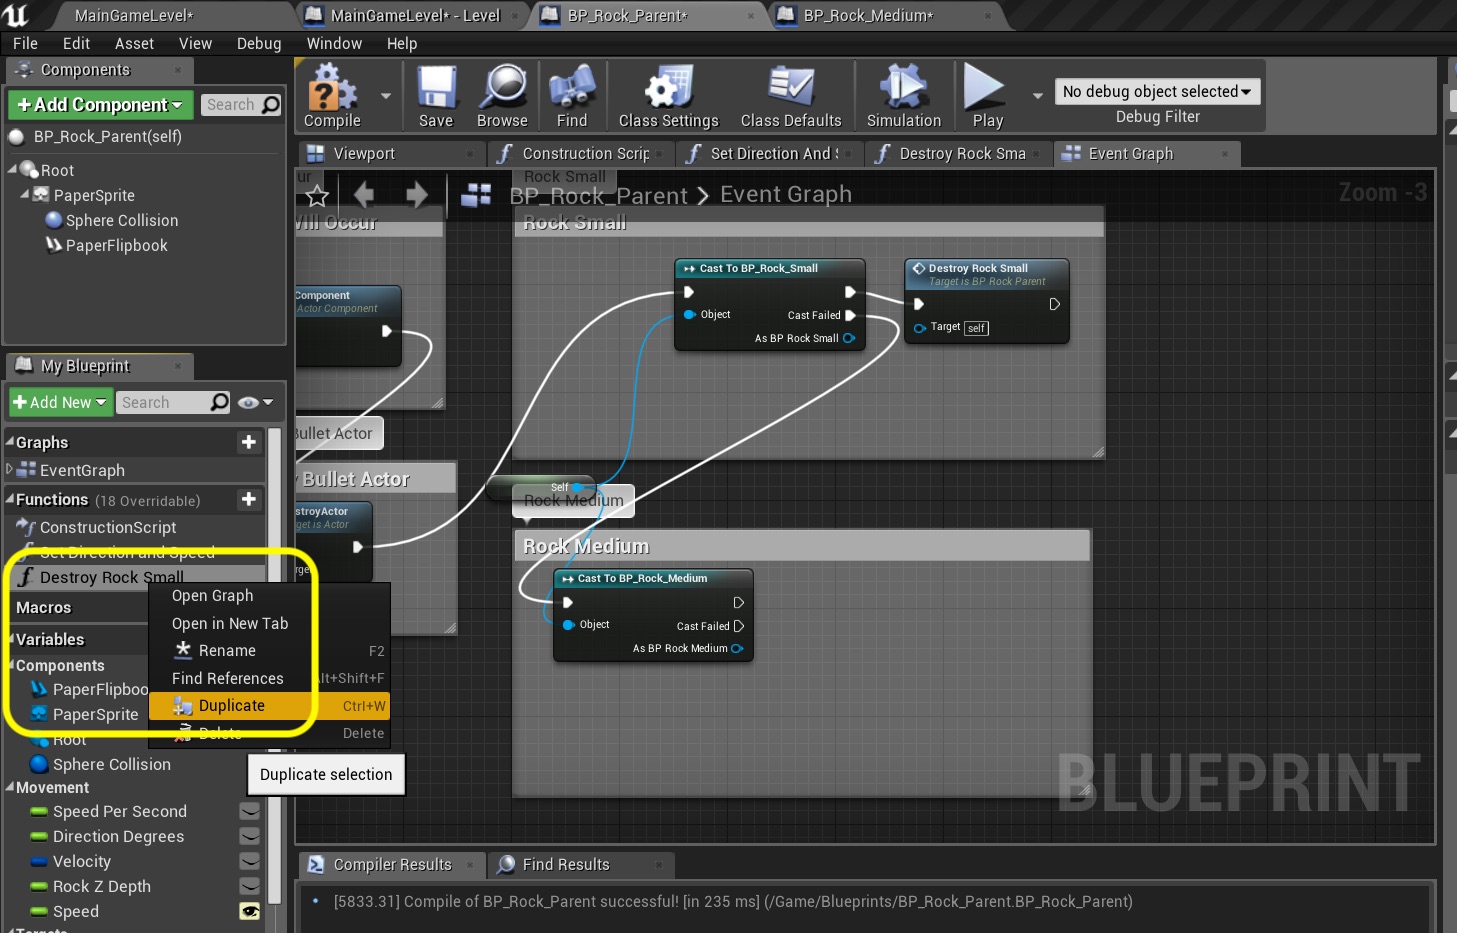 MainGameLevel*
MainGameLevel* - Level
BP_Rock_Parent*
BP_Rock_Medium*
File Edit Asset View Debug Window Help
Components
+Add Component
Search
BP_Rock_Parent(self)
Root
PaperSprite
Sphere Collision
PaperFlipbook
Compile
Save
Browse
Find
Class Settings
Class Defaults
Simulation
Play
No debug object selected
Debug Filter
Viewport
Construction Scrip
Set Direction And S
Destroy Rock Sma
Event Graph
ur
Rock Small
BP_Rock_Parent > Event Graph
Zoom -3
Will Occur
Rock Small
Component
Actor Component
Cast To BP_Rock_Small
Object
Cast Failed
As BP Rock Small
Destroy Rock Small
Target is BP Rock Parent
Target self
Bullet Actor
Bullet Actor
stroyActor
rget is Actor
rge
Self
Rock Medium
Rock Medium
Cast To BP_Rock_Medium
Object
Cast Failed
As BP Rock Medium
BLUEPRINT
My Blueprint
+Add New
Search
Graphs
EventGraph
Functions (18 Overridable)
ConstructionScript
Set Direction and Speed
Destroy Rock Small
Macros
Variables
Components
PaperFlipboo
PaperSprite
Root
Sphere Collision
Movement
Speed Per Second
Direction Degrees
Velocity
Rock Z Depth
Speed
Targets
Open Graph
Open in New Tab
Rename F2
Find References Alt+Shift+F
Duplicate Ctrl+W
Delete Delete
Duplicate selection
Compiler Results
Find Results
[5833.31] Compile of BP_Rock_Parent successful! [in 235 ms] (/Game/Blueprints/BP_Rock_Parent.BP_Rock_Parent)